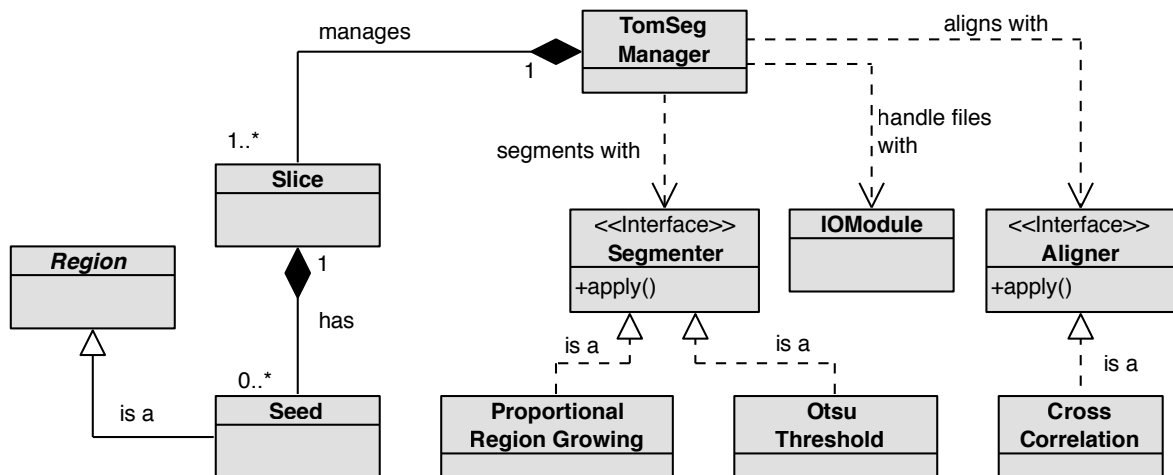 TomSeg
Manager
manages
1
aligns with
handle files
with
segments with
1..*
Slice
1
<<Interface>>
Segmenter
+apply()
IOModule
<<Interface>>
Aligner
+apply()
Region
has
is a
is a
is a
0..*
is a
Seed
Proportional
Region Growing
Otsu
Threshold
Cross
Correlation